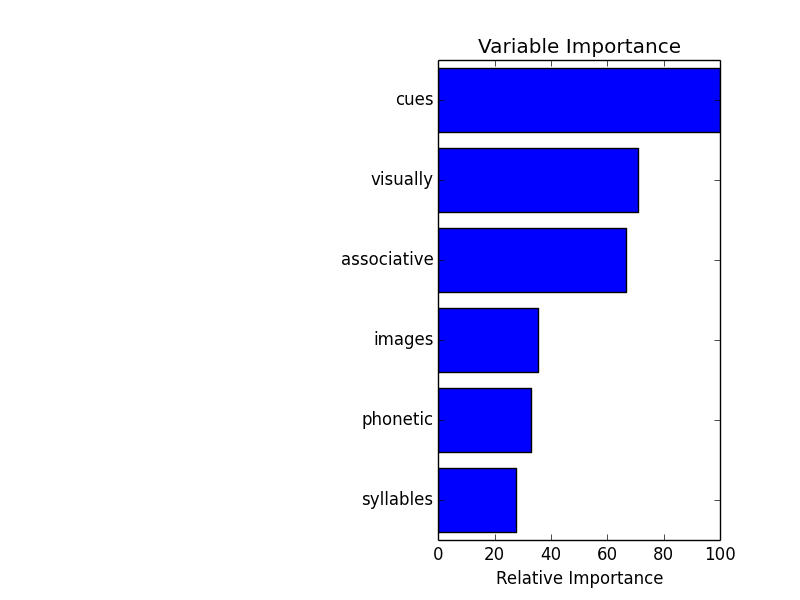 Variable Importance
cues
visually
associative
images
phonetic
syllables
0 20 40 60 80 100
Relative Importance